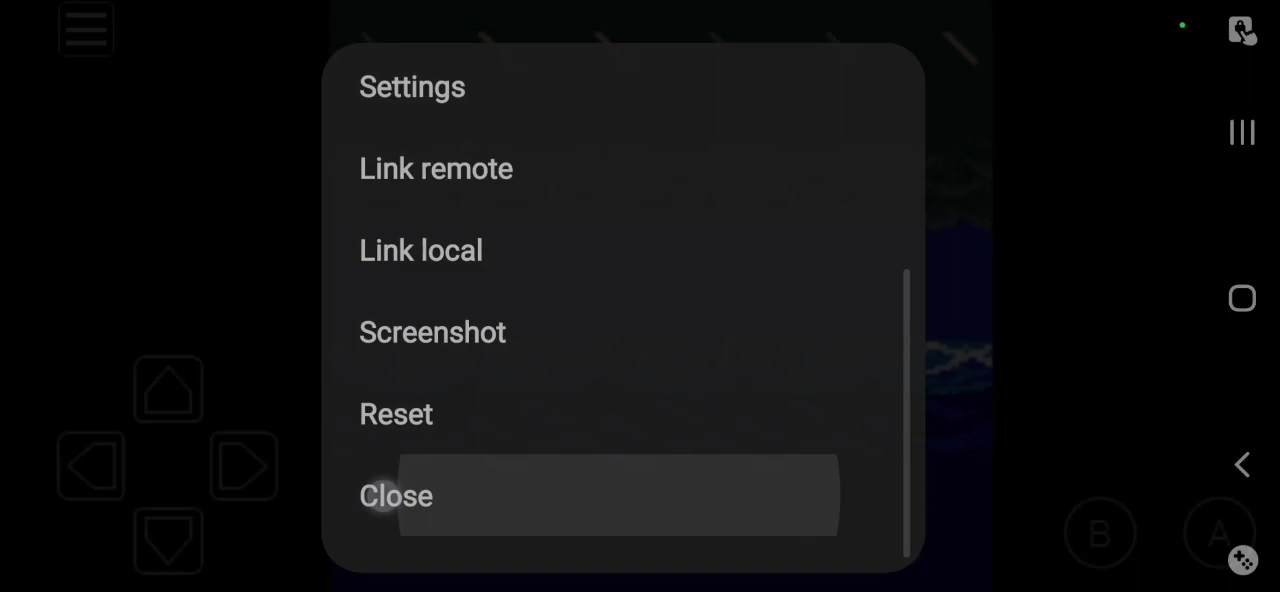 Settings
Link remote
Link local
Screenshot
Reset
Close
B
A